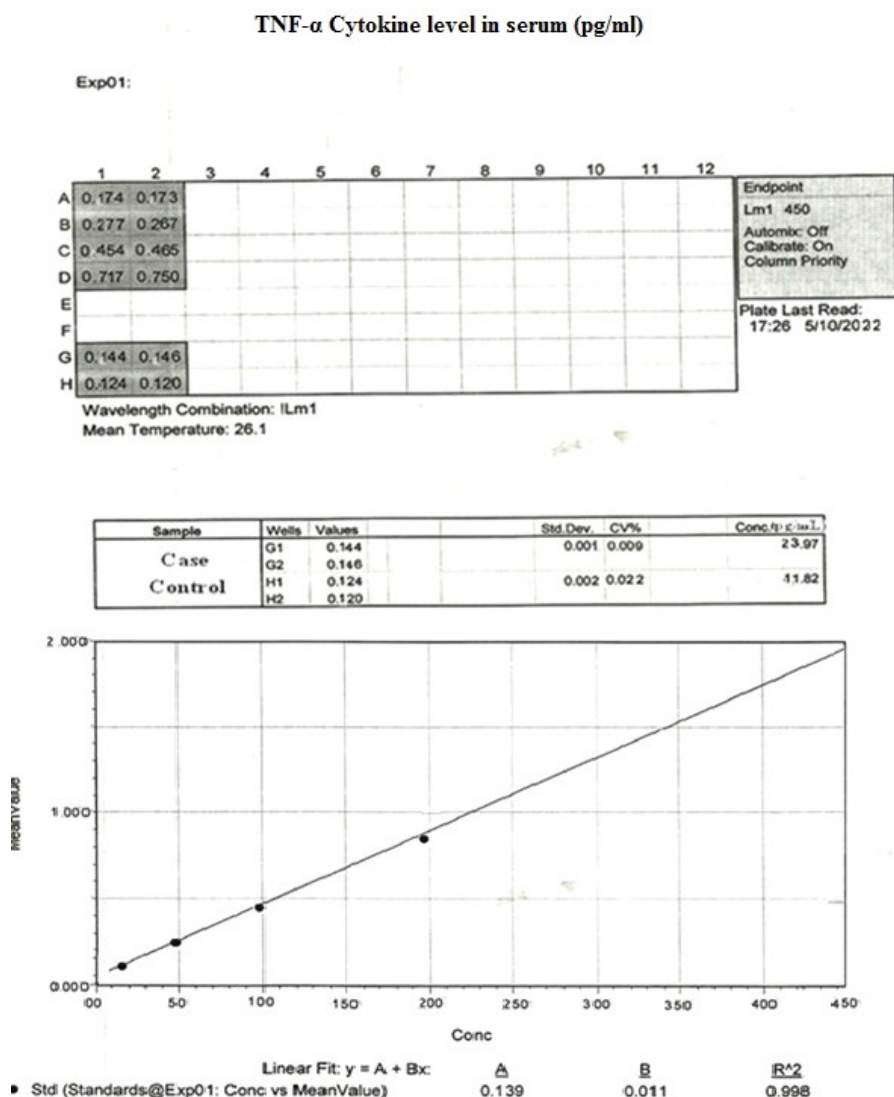 TNF-α Cytokine level in serum (pg/ml)
Exp01:
1 2 3 4 5 6 7 8 9 10 11 12
A 0.174 0.173
B 0.277 0.267
C 0.454 0.465
D 0.717 0.750
E
F
G 0.144 0.146
H 0.124 0.120
Endpoint
Lm1 450
Automix: Off
Calibrate: On
Column Priority
Plate Last Read:
17:26 5/10/2022
Wavelength Combination: !Lm1
Mean Temperature: 26.1
Sample Wells Values Std.Dev. CV% Conc.(pg/mL)
Case G1 0.144 0.001 0.009 23.97
G2 0.146
Control H1 0.124 0.002 0.022 11.82
H2 0.120
2.000
1.000
0.000
MeanValue
00 50 100 150 200 250 300 350 400 450
Conc
Linear Fit: y = A + Bx: A B R^2
Std (Standards@Exp01: Conc vs MeanValue) 0.139 0.011 0.998